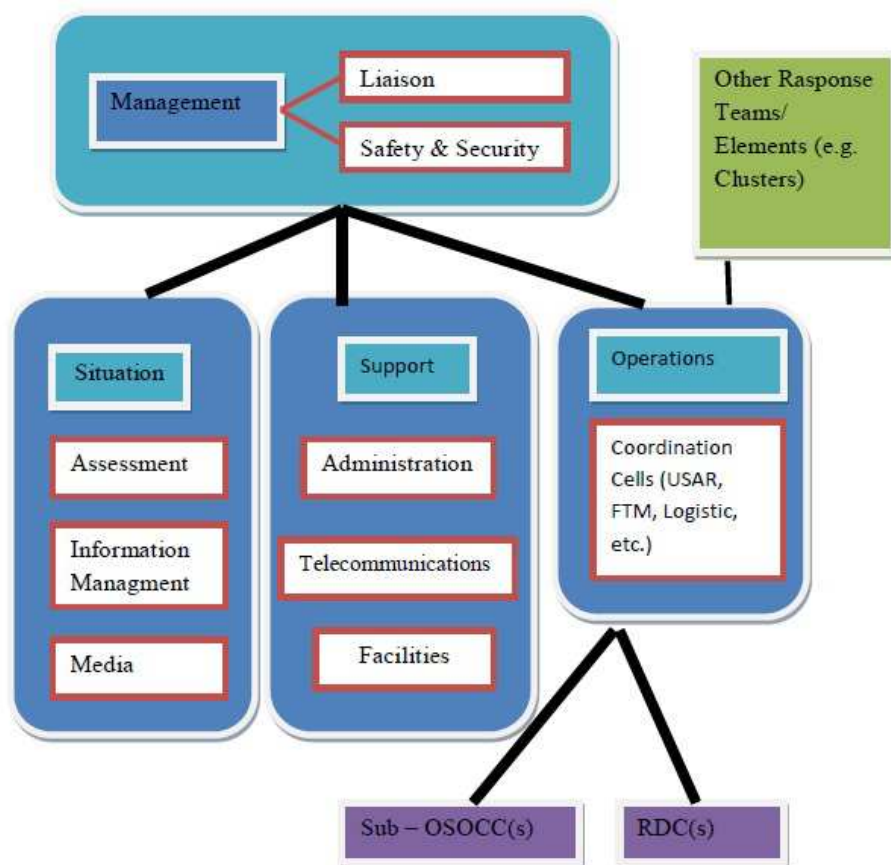 Management
Liaison
Safety & Security
Other Rasponse
Teams/
Elements (e.g.
Clusters)
Situation
Assessment
Information
Managment
Media
Support
Administration
Telecommunications
Facilities
Operations
Coordination
Cells (USAR,
FTM, Logistic,
etc.)
Sub – OSOCC(s)
RDC(s)